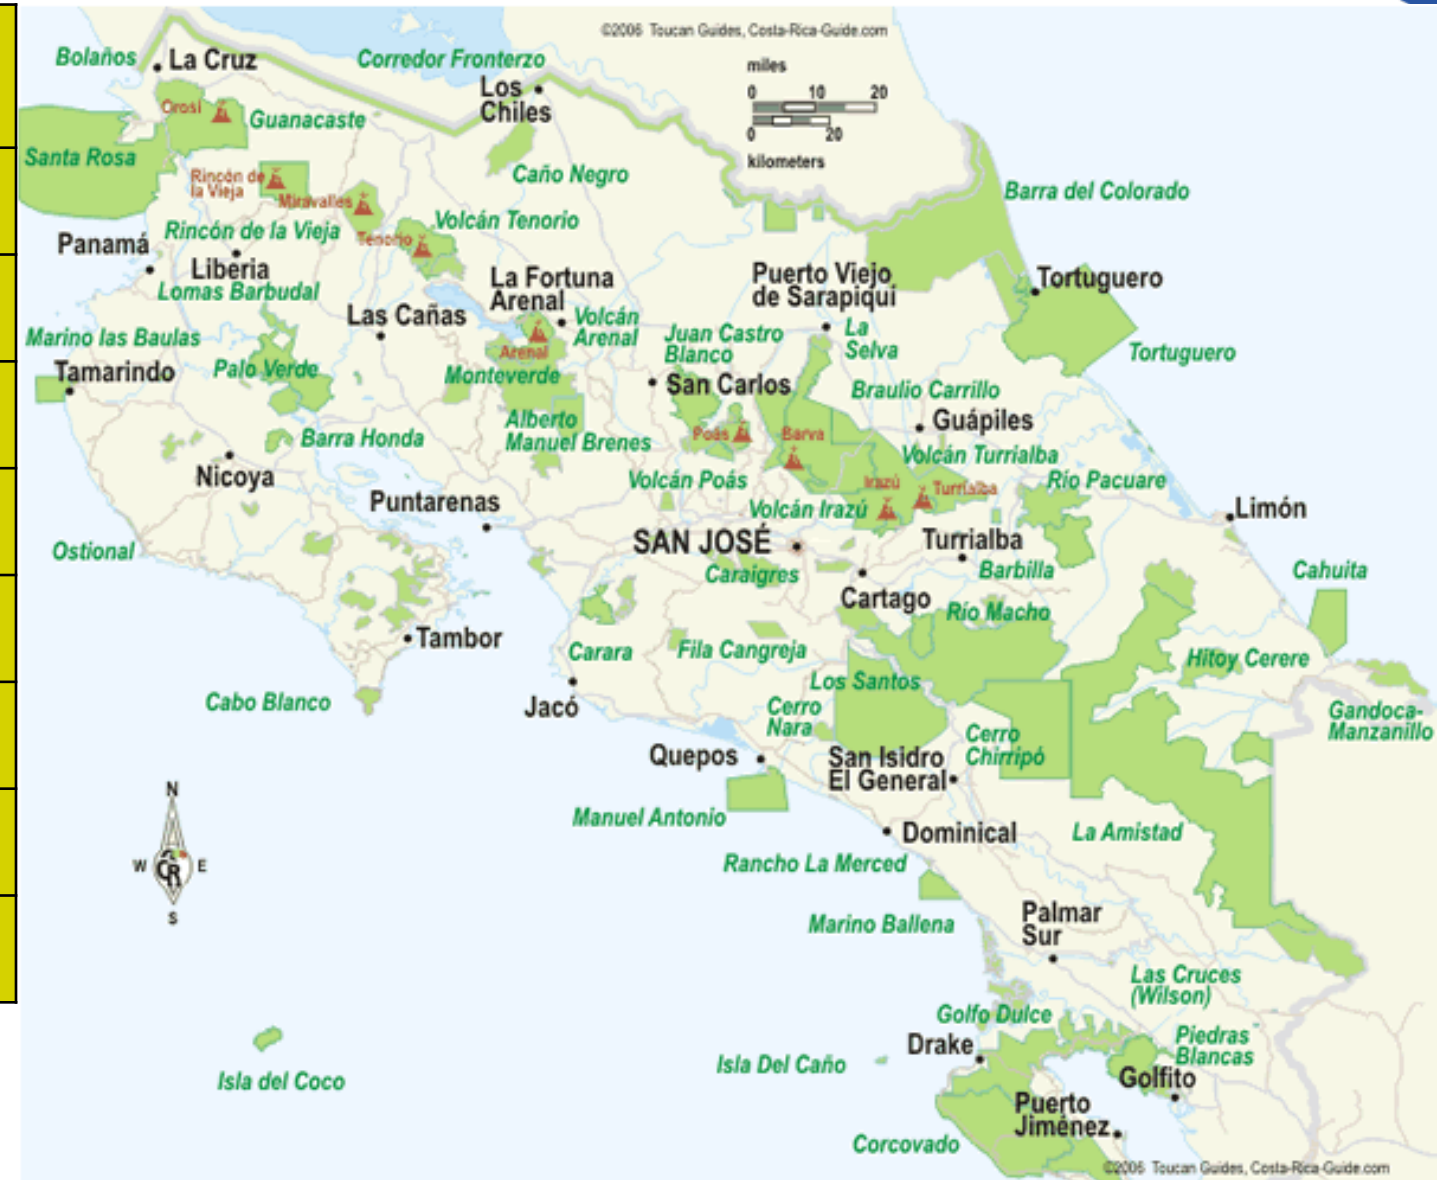 ©2006 Toucan Guides, Costa-Rica-Guide.com
Bolaños
La Cruz
Corredor Fronterzo
Los
Chiles
miles
0 10 20
0 20
kilometers
Orosi
Guanacaste
Santa Rosa
Rincón de
la Vieja
Miravalles
Caño Negro
Barra del Colorado
Volcán Tenorio
Rincón de la Vieja
Tenorio
Panamá
Liberia
Lomas Barbudal
La Fortuna
Arenal
Puerto Viejo
de Sarapiquí
Tortuguero
Las Cañas
Volcán
Arenal
Juan Castro
Blanco
La
Selva
Marino las Baulas
Arenal
Tortuguero
Tamarindo
Palo Verde
Monteverde
San Carlos
Braulio Carrillo
Alberto
Manuel Brenes
Guápiles
Barra Honda
Poás
Barva
Volcán Turrialba
Nicoya
Volcán Poás
Irazú
Turrialba
Río Pacuare
Puntarenas
Volcán Irazú
Limón
SAN JOSÉ
Turrialba
Ostional
Caraigres
Barbilla
Cahuita
Cartago
Río Macho
Tambor
Carara
Fila Cangreja
Hitoy Cerere
Los Santos
Cabo Blanco
Jacó
Cerro
Nara
Gandoca-
Manzanillo
Cerro
Chirripó
Quepos
San Isidro
El General
N
Manuel Antonio
Dominical
La Amistad
W
E
CR
Rancho La Merced
S
Marino Ballena
Palmar
Sur
Las Cruces
(Wilson)
Golfo Dulce
Drake
Piedras
Blancas
Isla Del Caño
Isla del Coco
Golfito
Puerto
Jiménez
Corcovado
©2006 Toucan Guides, Costa-Rica-Guide.com